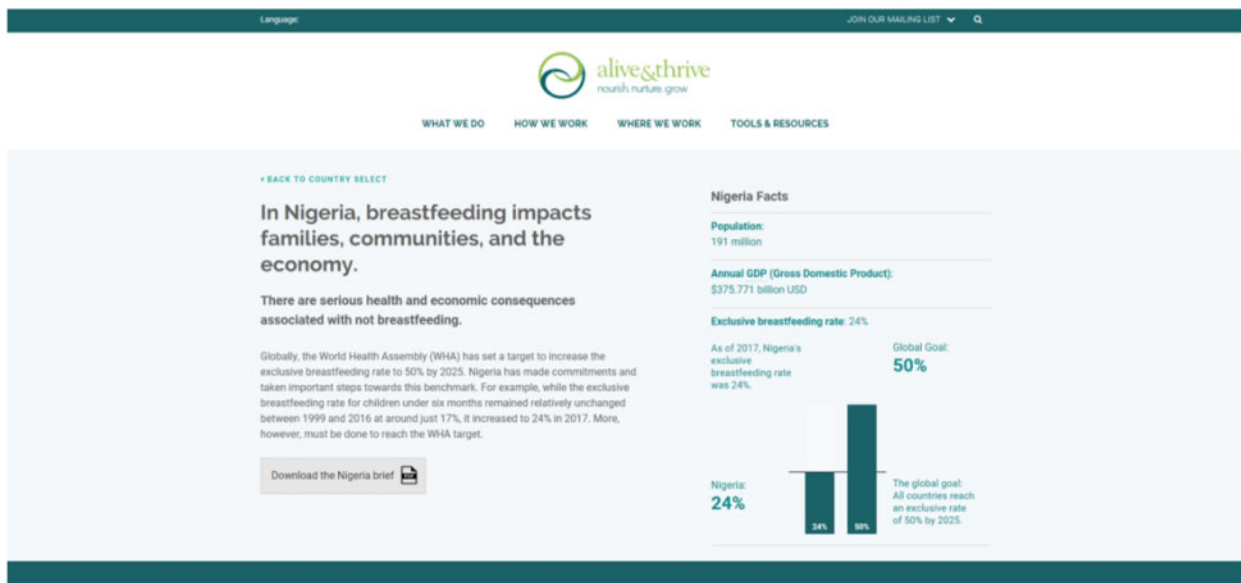 Language:
JOIN OUR MAILING LIST
alive&thrive
nourish. nurture. grow.
WHAT WE DO HOW WE WORK WHERE WE WORK TOOLS & RESOURCES
‹ BACK TO COUNTRY SELECT
In Nigeria, breastfeeding impacts
families, communities, and the
economy.
There are serious health and economic consequences
associated with not breastfeeding.
Globally, the World Health Assembly (WHA) has set a target to increase the
exclusive breastfeeding rate to 50% by 2025. Nigeria has made commitments and
taken important steps towards this benchmark. For example, while the exclusive
breastfeeding rate for children under six months remained relatively unchanged
between 1999 and 2016 at around just 17%, it increased to 24% in 2017. More,
however, must be done to reach the WHA target.
Download the Nigeria brief
Nigeria Facts
Population:
191 million
Annual GDP (Gross Domestic Product):
$375.771 billion USD
Exclusive breastfeeding rate: 24%
As of 2017, Nigeria's
exclusive
breastfeeding rate
was 24%.
Global Goal:
50%
Nigeria:
24%
24%
50%
The global goal:
All countries reach
an exclusive rate
of 50% by 2025.